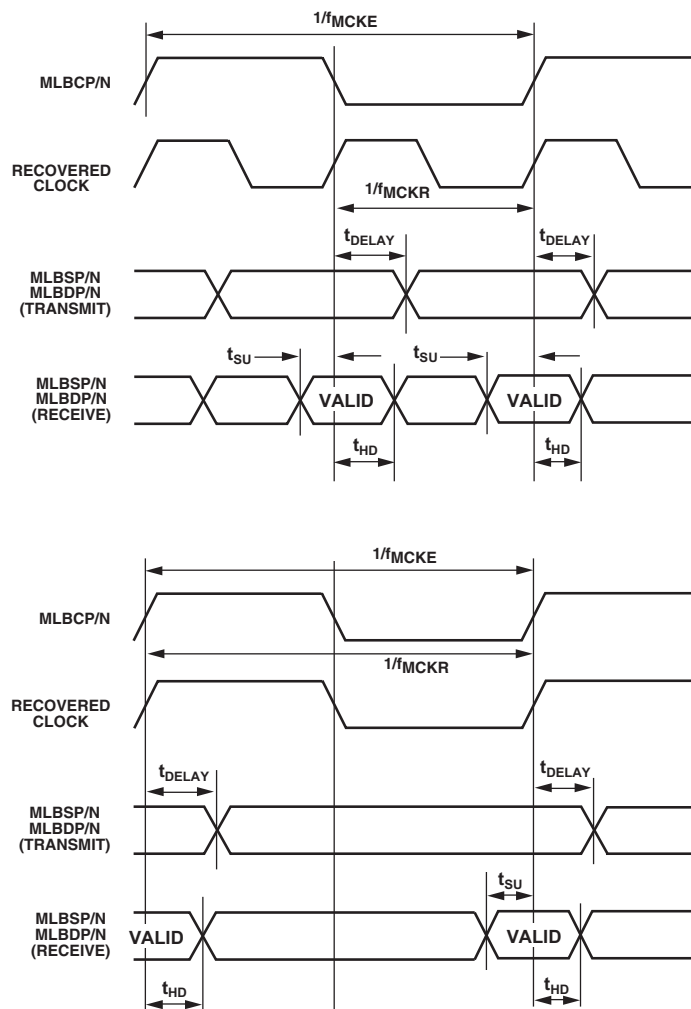 1/fMCKE
MLBCP/N
RECOVERED
CLOCK
1/fMCKR
tDELAY
tDELAY
MLBSP/N
MLBDP/N
(TRANSMIT)
tSU
tSU
MLBSP/N
MLBDP/N
(RECEIVE)
VALID
VALID
tHD
tHD
1/fMCKE
MLBCP/N
1/fMCKR
RECOVERED
CLOCK
tDELAY
tDELAY
MLBSP/N
MLBDP/N
(TRANSMIT)
tSU
MLBSP/N
MLBDP/N
(RECEIVE)
VALID
VALID
tHD
tHD